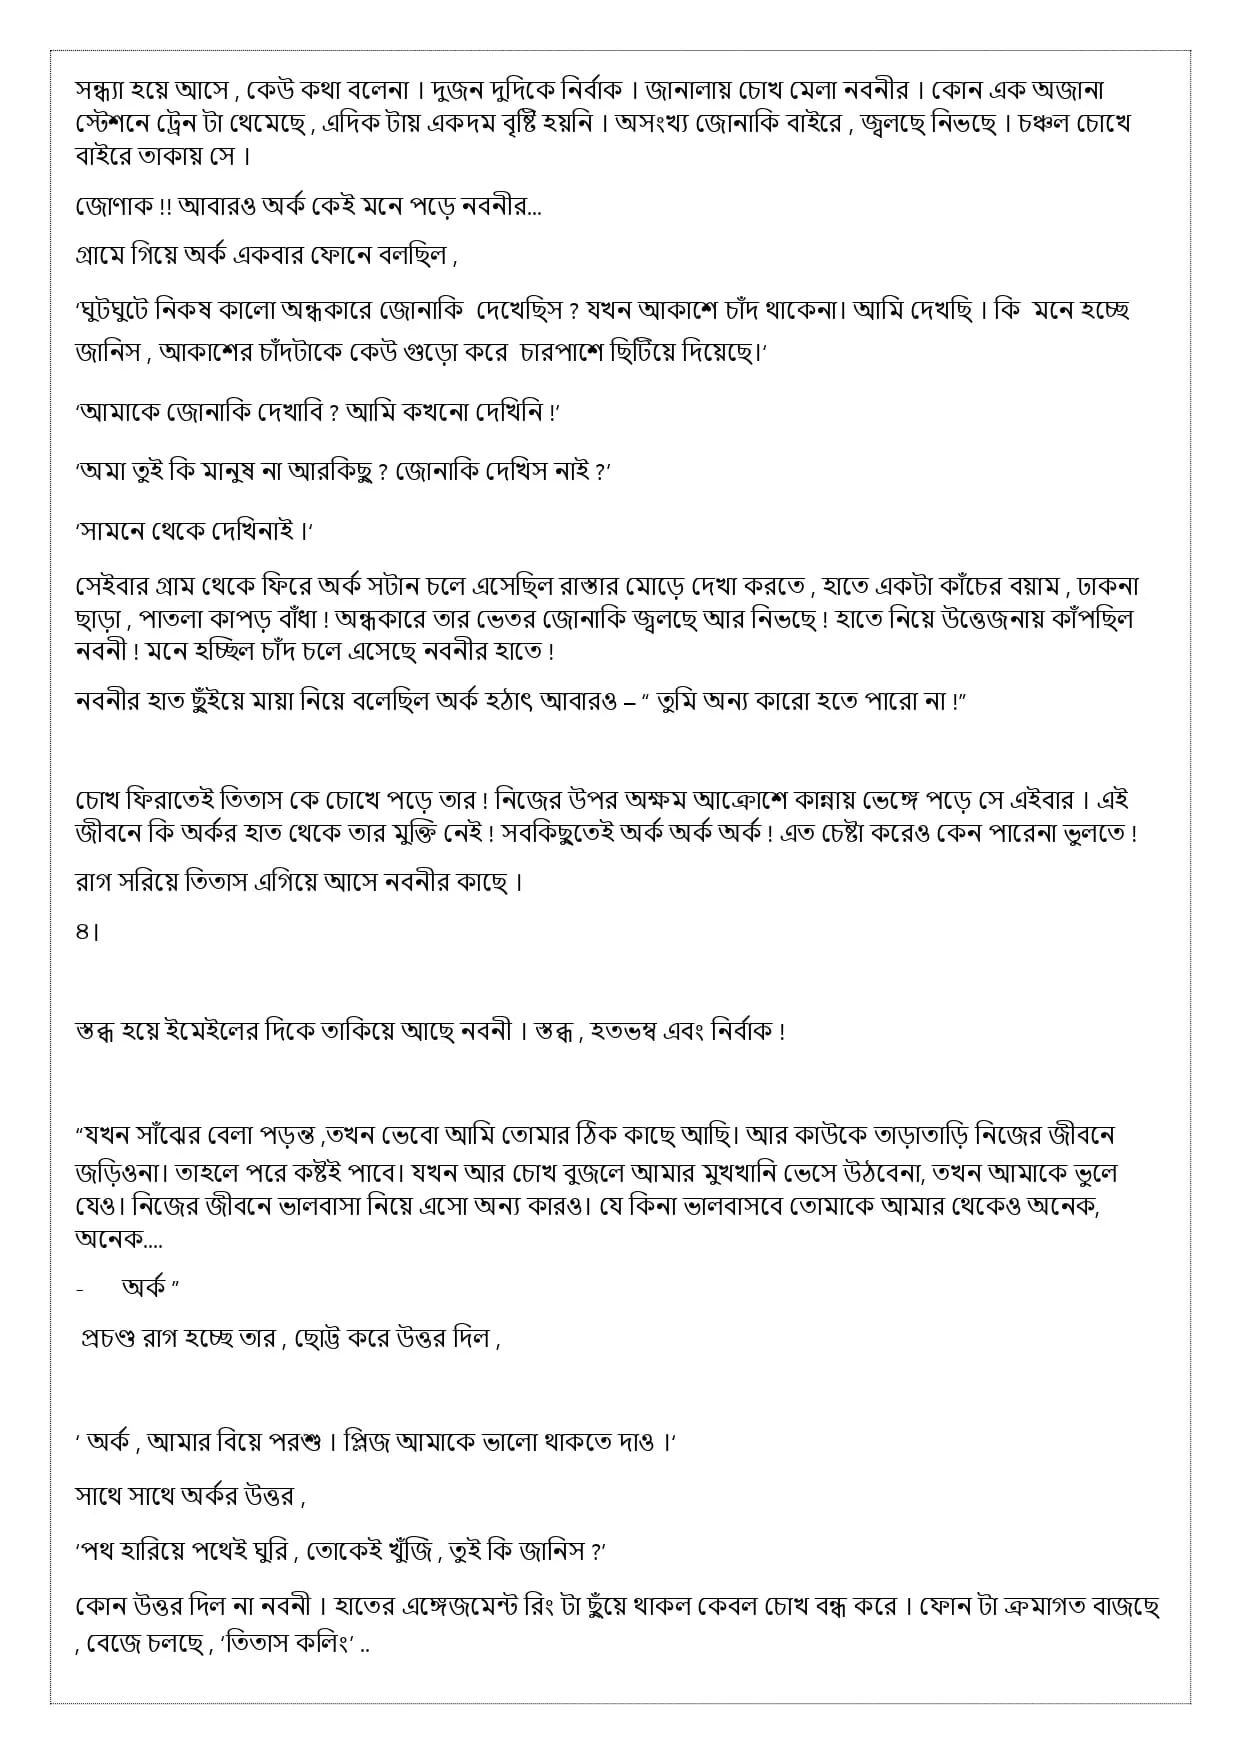 সন্ধ্যা হয়ে আসে , কেউ কথা বলেনা । দুজন দুদিকে নির্বাক । জানালায় চোখ মেলা নবনীর । কোন এক অজানা
স্টেশনে ট্রেন টা থেমেছে , এদিক টায় একদম বৃষ্টি হয়নি । অসংখ্য জোনাকি বাইরে , জ্বলছে নিভছে । চঞ্চল চোখে
বাইরে তাকায় সে ।
জোণাক !! আবারও অর্ক কেই মনে পড়ে নবনীর...
গ্রামে গিয়ে অর্ক একবার ফোনে বলছিল ,
‘ঘুটঘুটে নিকষ কালো অন্ধকারে জোনাকি দেখেছিস ? যখন আকাশে চাঁদ থাকেনা। আমি দেখছি । কি মনে হচ্ছে
জানিস , আকাশের চাঁদটাকে কেউ গুড়ো করে চারপাশে ছিটিয়ে দিয়েছে।‘
‘আমাকে জোনাকি দেখাবি ? আমি কখনো দেখিনি !’
‘অমা তুই কি মানুষ না আরকিছু ? জোনাকি দেখিস নাই ?’
‘সামনে থেকে দেখিনাই ।‘
সেইবার গ্রাম থেকে ফিরে অর্ক সটান চলে এসেছিল রাস্তার মোড়ে দেখা করতে , হাতে একটা কাঁচের বয়াম , ঢাকনা
ছাড়া , পাতলা কাপড় বাঁধা ! অন্ধকারে তার ভেতর জোনাকি জ্বলছে আর নিভছে ! হাতে নিয়ে উত্তেজনায় কাঁপছিল
নবনী ! মনে হচ্ছিল চাঁদ চলে এসেছে নবনীর হাতে !
নবনীর হাত ছুঁইয়ে মায়া নিয়ে বলেছিল অর্ক হঠাৎ আবারও – “ তুমি অন্য কারো হতে পারো না !”
চোখ ফিরাতেই তিতাস কে চোখে পড়ে তার ! নিজের উপর অক্ষম আক্রোশে কান্নায় ভেঙ্গে পড়ে সে এইবার । এই
জীবনে কি অর্কর হাত থেকে তার মুক্তি নেই ! সবকিছুতেই অর্ক অর্ক অর্ক ! এত চেষ্টা করেও কেন পারেনা ভুলতে !
রাগ সরিয়ে তিতাস এগিয়ে আসে নবনীর কাছে ।
৪।
স্তব্ধ হয়ে ইমেইলের দিকে তাকিয়ে আছে নবনী । স্তব্ধ , হতভম্ব এবং নির্বাক !
“যখন সাঁঝের বেলা পড়ন্ত ,তখন ভেবো আমি তোমার ঠিক কাছে আছি। আর কাউকে তাড়াতাড়ি নিজের জীবনে
জড়িওনা। তাহলে পরে কষ্টই পাবে। যখন আর চোখ বুজলে আমার মুখখানি ভেসে উঠবেনা, তখন আমাকে ভুলে
যেও। নিজের জীবনে ভালবাসা নিয়ে এসো অন্য কারও। যে কিনা ভালবাসবে তোমাকে আমার থেকেও অনেক,
অনেক....
- অর্ক ”
প্রচণ্ড রাগ হচ্ছে তার , ছোট্ট করে উত্তর দিল ,
‘ অর্ক , আমার বিয়ে পরশু । প্লিজ আমাকে ভালো থাকতে দাও ।‘
সাথে সাথে অর্কর উত্তর ,
‘পথ হারিয়ে পথেই ঘুরি , তোকেই খুঁজি , তুই কি জানিস ?’
কোন উত্তর দিল না নবনী । হাতের এঙ্গেজমেন্ট রিং টা ছুঁয়ে থাকল কেবল চোখ বন্ধ করে । ফোন টা ক্রমাগত বাজছে
, বেজে চলছে , ’তিতাস কলিং’ ..